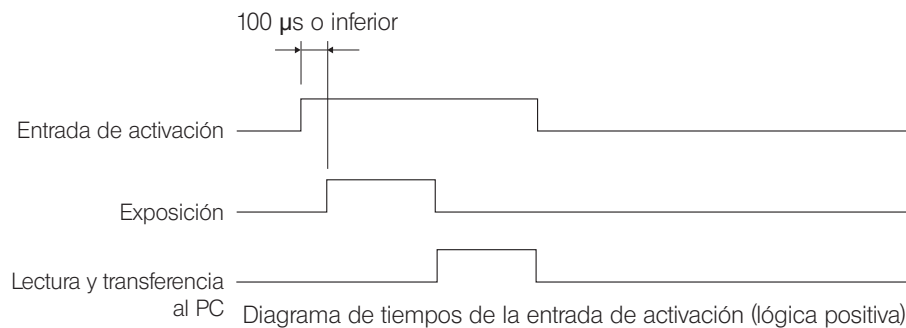 100 µs o inferior
Entrada de activación
Exposición
Lectura y transferencia
al PC
Diagrama de tiempos de la entrada de activación (lógica positiva)